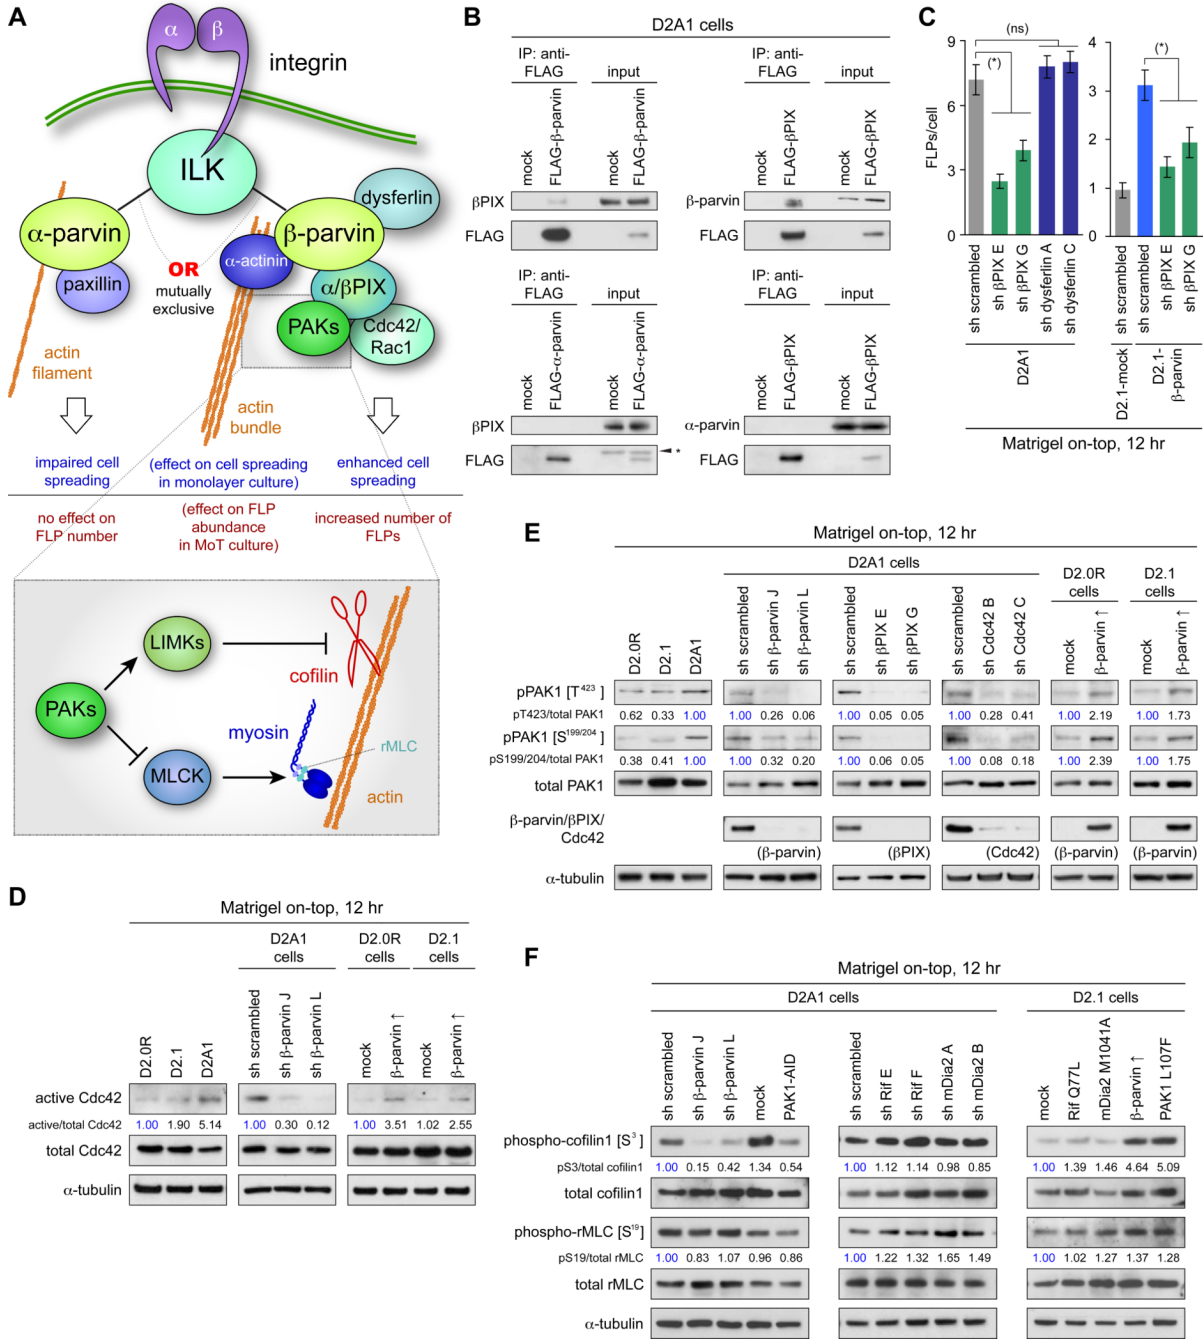 A
α
β
integrin
ILK
α-parvin
β-parvin
dysferlin
paxillin
α-actinin
OR
mutually
exclusive
α/βPIX
PAKs
Cdc42/
Rac1
actin
filament
actin
bundle
impaired cell
spreading
(effect on cell spreading
in monolayer culture)
enhanced cell
spreading
no effect on
FLP number
(effect on FLP
abundance
in MoT culture)
increased number of
FLPs
LIMKs
cofilin
PAKs
myosin
rMLC
MLCK
actin
B
D2A1 cells
IP: anti-
FLAG
input
IP: anti-
FLAG
input
mock
FLAG-β-parvin
mock
FLAG-β-parvin
mock
FLAG-βPIX
mock
FLAG-βPIX
βPIX
FLAG
β-parvin
FLAG
IP: anti-
FLAG
input
IP: anti-
FLAG
input
mock
FLAG-α-parvin
mock
FLAG-α-parvin
mock
FLAG-βPIX
mock
FLAG-βPIX
βPIX
FLAG
*
α-parvin
FLAG
C
FLPs/cell
9
6
3
0
(ns)
(*)
4
3
2
1
0
(*)
sh scrambled
sh βPIX E
sh βPIX G
sh dysferlin A
sh dysferlin C
D2A1
sh scrambled
D2.1-mock
sh scrambled
sh βPIX E
sh βPIX G
D2.1-
β-parvin
Matrigel on-top, 12 hr
D
Matrigel on-top, 12 hr
D2A1
cells
D2.0R
cells
D2.1
cells
D2.0R
D2.1
D2A1
sh scrambled
sh β-parvin J
sh β-parvin L
mock
β-parvin ↑
mock
β-parvin ↑
active Cdc42
active/total Cdc42 1.00 1.90 5.14 1.00 0.30 0.12 1.00 3.51 1.02 2.55
total Cdc42
α-tubulin
E
Matrigel on-top, 12 hr
D2A1 cells
D2.0R
cells
D2.1
cells
D2.0R
D2.1
D2A1
sh scrambled
sh β-parvin J
sh β-parvin L
sh scrambled
sh βPIX E
sh βPIX G
sh scrambled
sh Cdc42 B
sh Cdc42 C
mock
β-parvin ↑
mock
β-parvin ↑
pPAK1 [T423]
pT423/total PAK1 0.62 0.33 1.00 1.00 0.26 0.06 1.00 0.05 0.05 1.00 0.28 0.41 1.00 2.19 1.00 1.73
pPAK1 [S199/204]
pS199/204/total PAK1 0.38 0.41 1.00 1.00 0.32 0.20 1.00 0.06 0.05 1.00 0.08 0.18 1.00 2.39 1.00 1.75
total PAK1
β-parvin/βPIX/
Cdc42
(β-parvin) (βPIX) (Cdc42) (β-parvin) (β-parvin)
α-tubulin
F
Matrigel on-top, 12 hr
D2A1 cells
D2.1 cells
sh scrambled
sh β-parvin J
sh β-parvin L
mock
PAK1-AID
sh scrambled
sh Rif E
sh Rif F
sh mDia2 A
sh mDia2 B
mock
Rif Q77L
mDia2 M1041A
β-parvin ↑
PAK1 L107F
phospho-cofilin1 [S3]
pS3/total cofilin1 1.00 0.15 0.42 1.34 0.54 1.00 1.12 1.14 0.98 0.85 1.00 1.39 1.46 4.64 5.09
total cofilin1
phospho-rMLC [S19]
pS19/total rMLC 1.00 0.83 1.07 0.96 0.86 1.00 1.22 1.32 1.65 1.49 1.00 1.02 1.27 1.37 1.28
total rMLC
α-tubulin